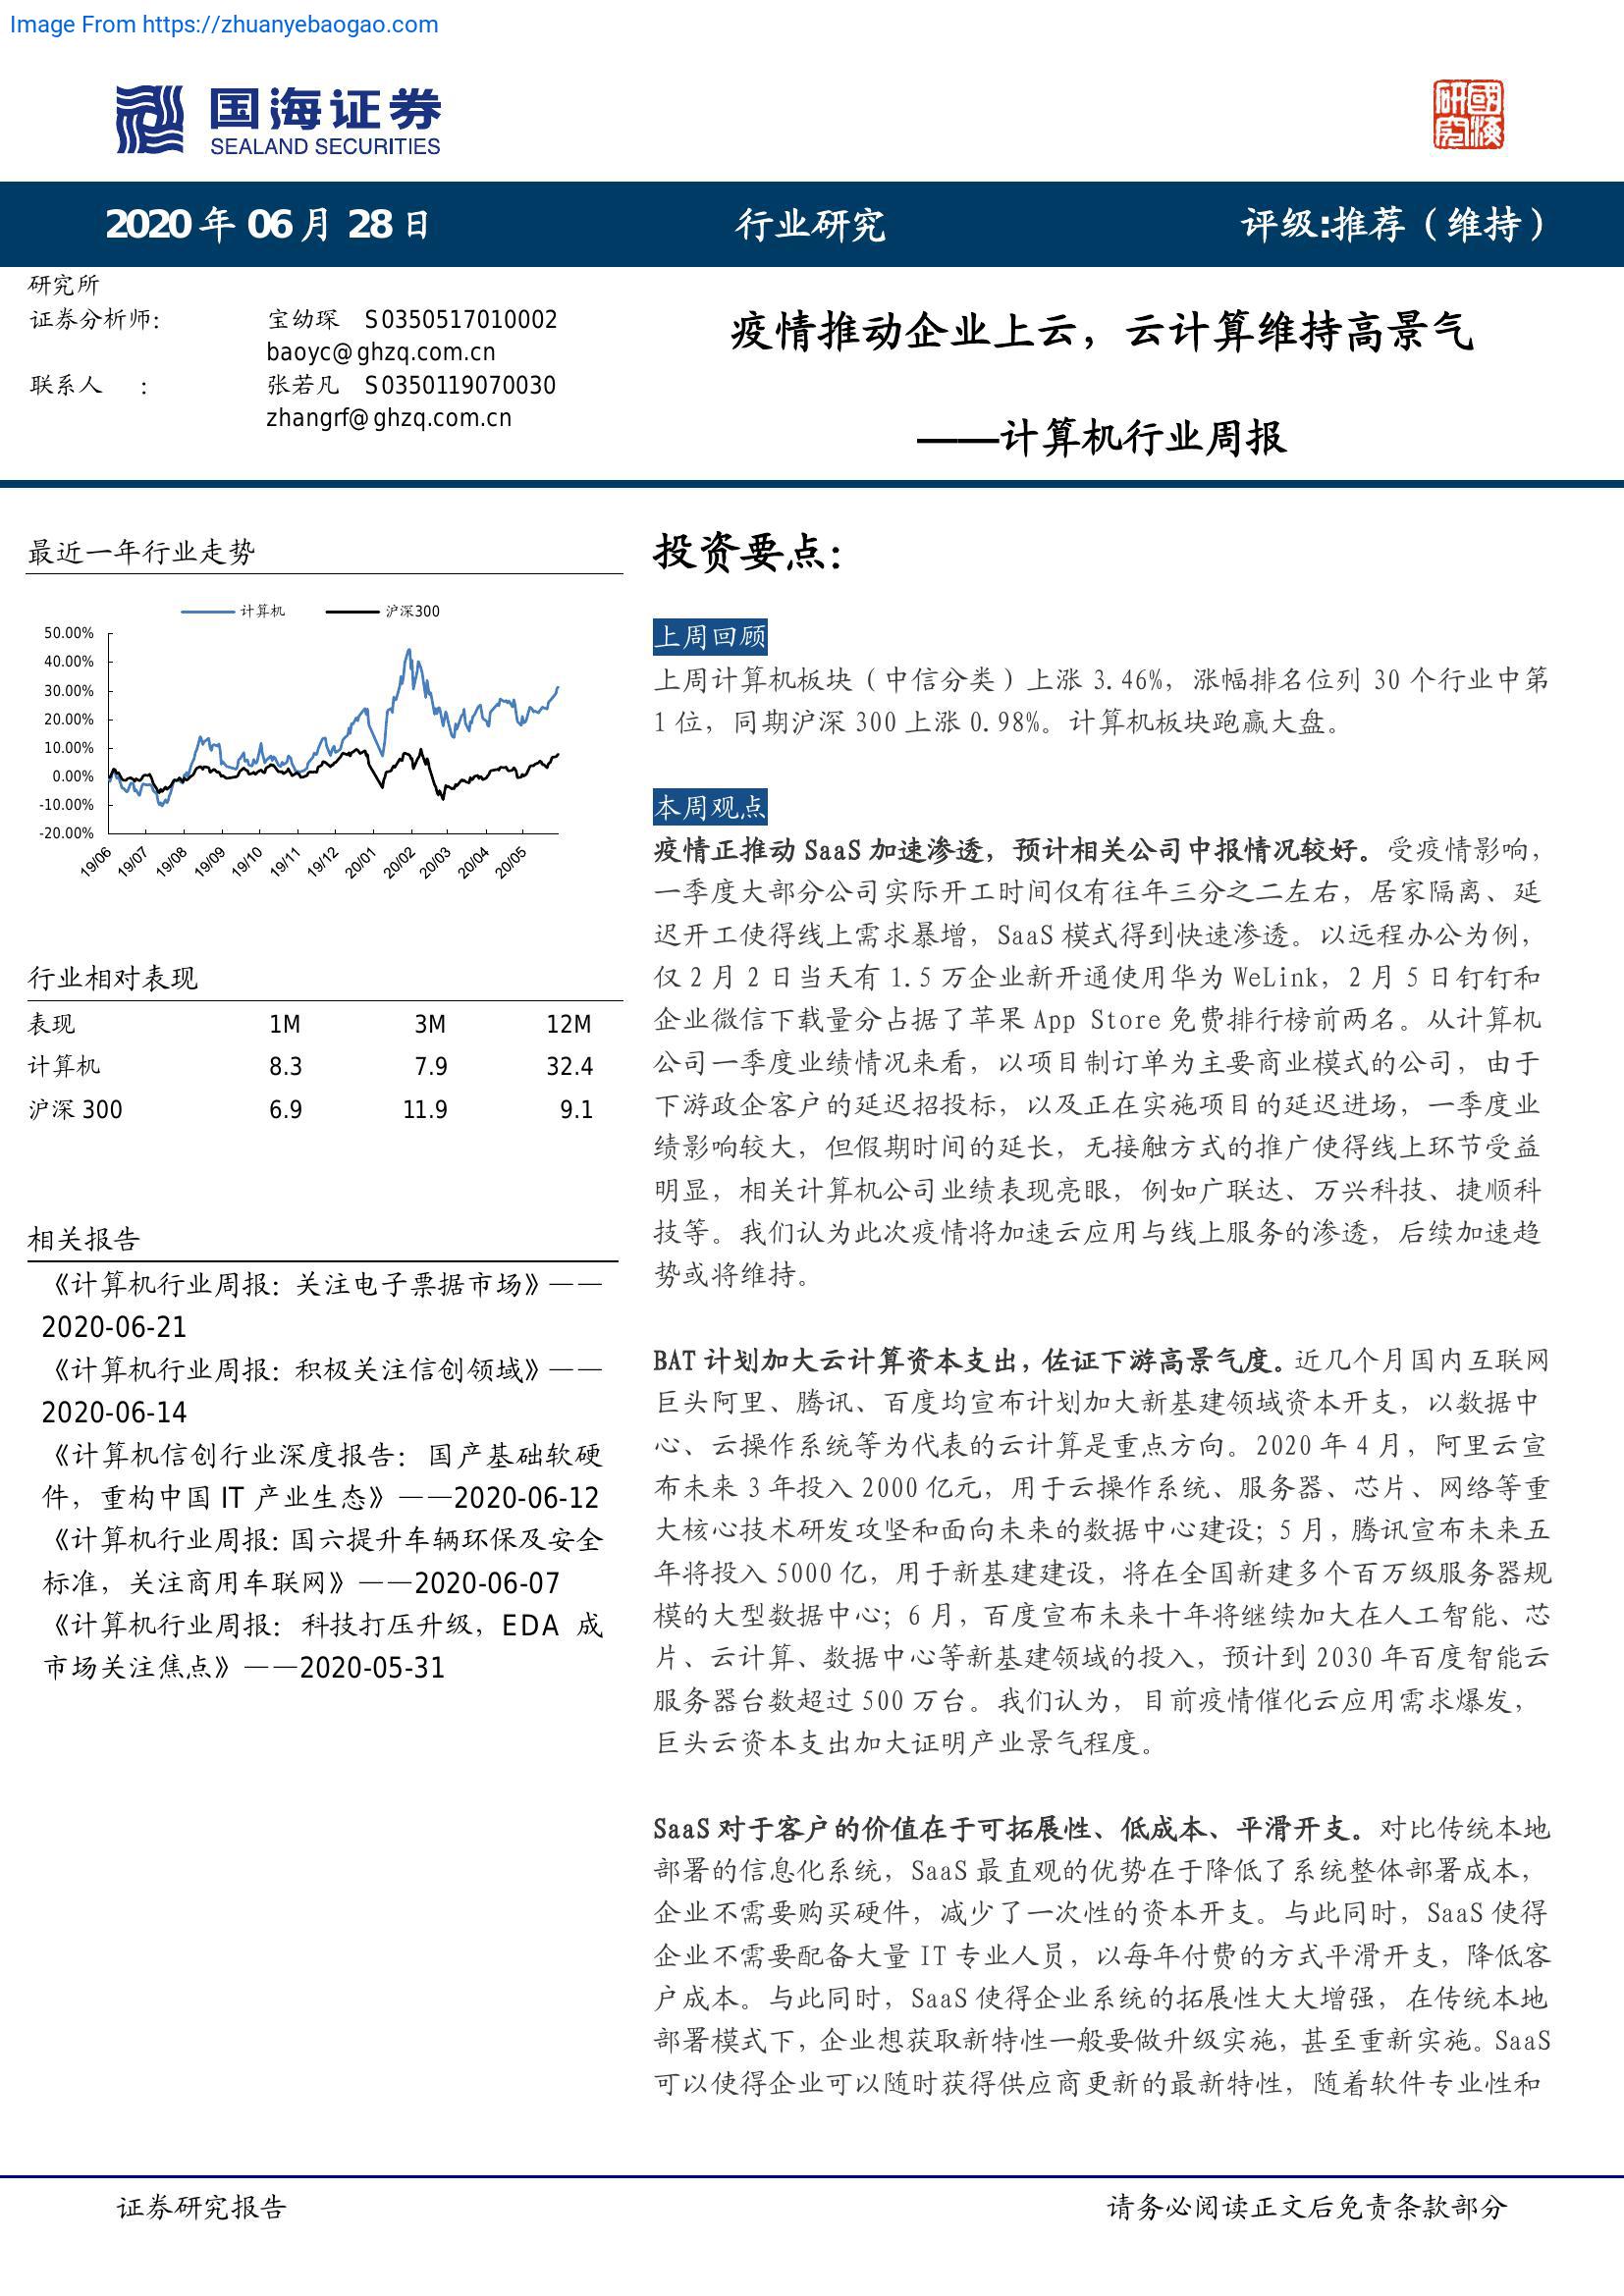 Image From https://zhuanyebaogao.com
国海证券
SEALAND SECURITIES
國海研究
2020 年 06 月 28 日
行业研究
评级:推荐（维持）
研究所
证券分析师: 宝幼琛 S0350517010002
baoyc@ghzq.com.cn
联系人 : 张若凡 S0350119070030
zhangrf@ghzq.com.cn
疫情推动企业上云，云计算维持高景气
——计算机行业周报
最近一年行业走势
计算机 沪深300
50.00%
40.00%
30.00%
20.00%
10.00%
0.00%
-10.00%
-20.00%
19/06 19/07 19/08 19/09 19/10 19/11 19/12 20/01 20/02 20/03 20/04 20/05
行业相对表现
表现 1M 3M 12M
计算机 8.3 7.9 32.4
沪深 300 6.9 11.9 9.1
相关报告
《计算机行业周报：关注电子票据市场》——
2020-06-21
《计算机行业周报：积极关注信创领域》——
2020-06-14
《计算机信创行业深度报告：国产基础软硬
件，重构中国 IT 产业生态》——2020-06-12
《计算机行业周报：国六提升车辆环保及安全
标准，关注商用车联网》——2020-06-07
《计算机行业周报：科技打压升级，EDA 成
市场关注焦点》——2020-05-31
投资要点：
上周回顾
上周计算机板块（中信分类）上涨 3.46%，涨幅排名位列 30 个行业中第
1 位，同期沪深 300 上涨 0.98%。计算机板块跑赢大盘。
本周观点
疫情正推动 SaaS 加速渗透，预计相关公司中报情况较好。受疫情影响，
一季度大部分公司实际开工时间仅有往年三分之二左右，居家隔离、延
迟开工使得线上需求暴增，SaaS 模式得到快速渗透。以远程办公为例，
仅 2 月 2 日当天有 1.5 万企业新开通使用华为 WeLink，2 月 5 日钉钉和
企业微信下载量分占据了苹果 App Store 免费排行榜前两名。从计算机
公司一季度业绩情况来看，以项目制订单为主要商业模式的公司，由于
下游政企客户的延迟招投标，以及正在实施项目的延迟进场，一季度业
绩影响较大，但假期时间的延长，无接触方式的推广使得线上环节受益
明显，相关计算机公司业绩表现亮眼，例如广联达、万兴科技、捷顺科
技等。我们认为此次疫情将加速云应用与线上服务的渗透，后续加速趋
势或将维持。
BAT 计划加大云计算资本支出，佐证下游高景气度。近几个月国内互联网
巨头阿里、腾讯、百度均宣布计划加大新基建领域资本开支，以数据中
心、云操作系统等为代表的云计算是重点方向。2020 年 4 月，阿里云宣
布未来 3 年投入 2000 亿元，用于云操作系统、服务器、芯片、网络等重
大核心技术研发攻坚和面向未来的数据中心建设；5 月，腾讯宣布未来五
年将投入 5000 亿，用于新基建建设，将在全国新建多个百万级服务器规
模的大型数据中心；6 月，百度宣布未来十年将继续加大在人工智能、芯
片、云计算、数据中心等新基建领域的投入，预计到 2030 年百度智能云
服务器台数超过 500 万台。我们认为，目前疫情催化云应用需求爆发，
巨头云资本支出加大证明产业景气程度。
SaaS 对于客户的价值在于可拓展性、低成本、平滑开支。对比传统本地
部署的信息化系统，SaaS 最直观的优势在于降低了系统整体部署成本，
企业不需要购买硬件，减少了一次性的资本开支。与此同时，SaaS 使得
企业不需要配备大量 IT 专业人员，以每年付费的方式平滑开支，降低客
户成本。与此同时，SaaS 使得企业系统的拓展性大大增强，在传统本地
部署模式下，企业想获取新特性一般要做升级实施，甚至重新实施。SaaS
可以使得企业可以随时获得供应商更新的最新特性，随着软件专业性和
证券研究报告
请务必阅读正文后免责条款部分